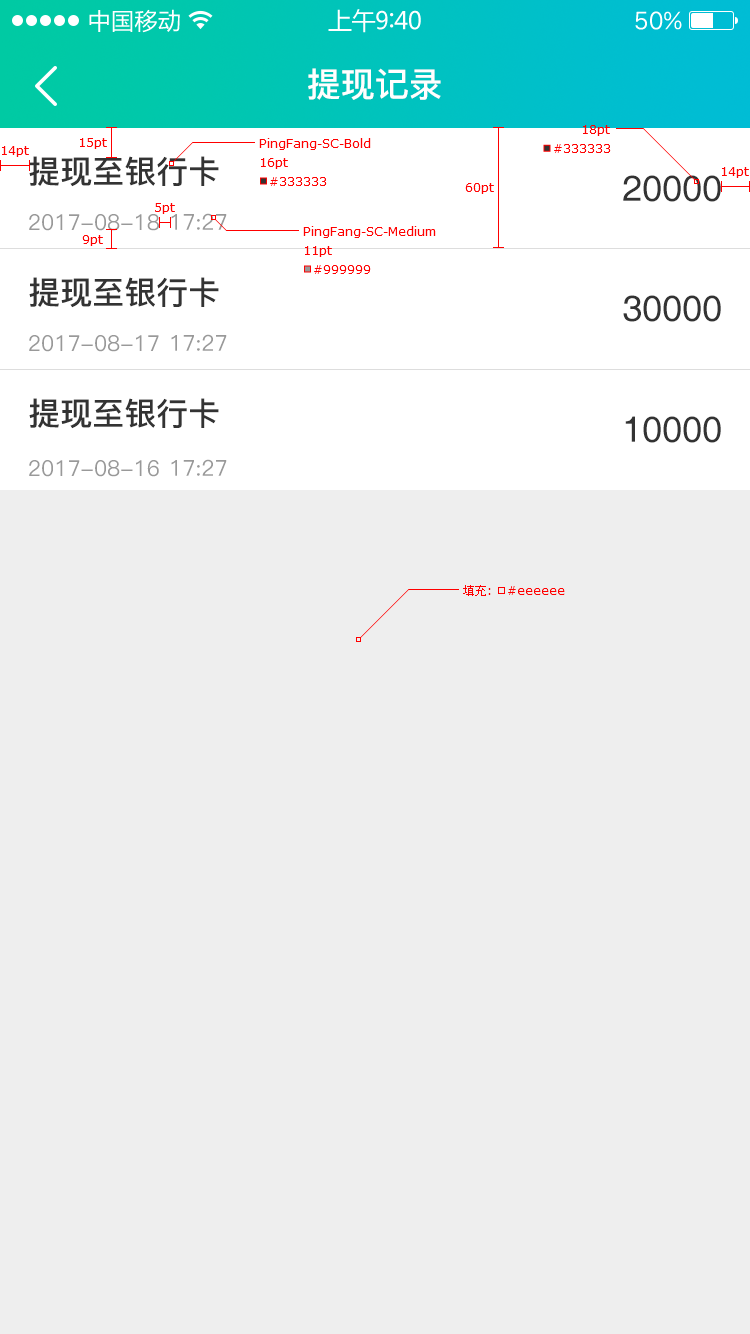 中国移动 上午9:40 50%
提现记录
18pt
15pt PingFang-SC-Bold #333333
14pt 16pt 14pt
提现至银行卡 #333333 60pt 20000
5pt
2017-08-18 17:27
9pt PingFang-SC-Medium
11pt
#999999
提现至银行卡
30000
2017-08-17 17:27
提现至银行卡
10000
2017-08-16 17:27
填充: #eeeeee